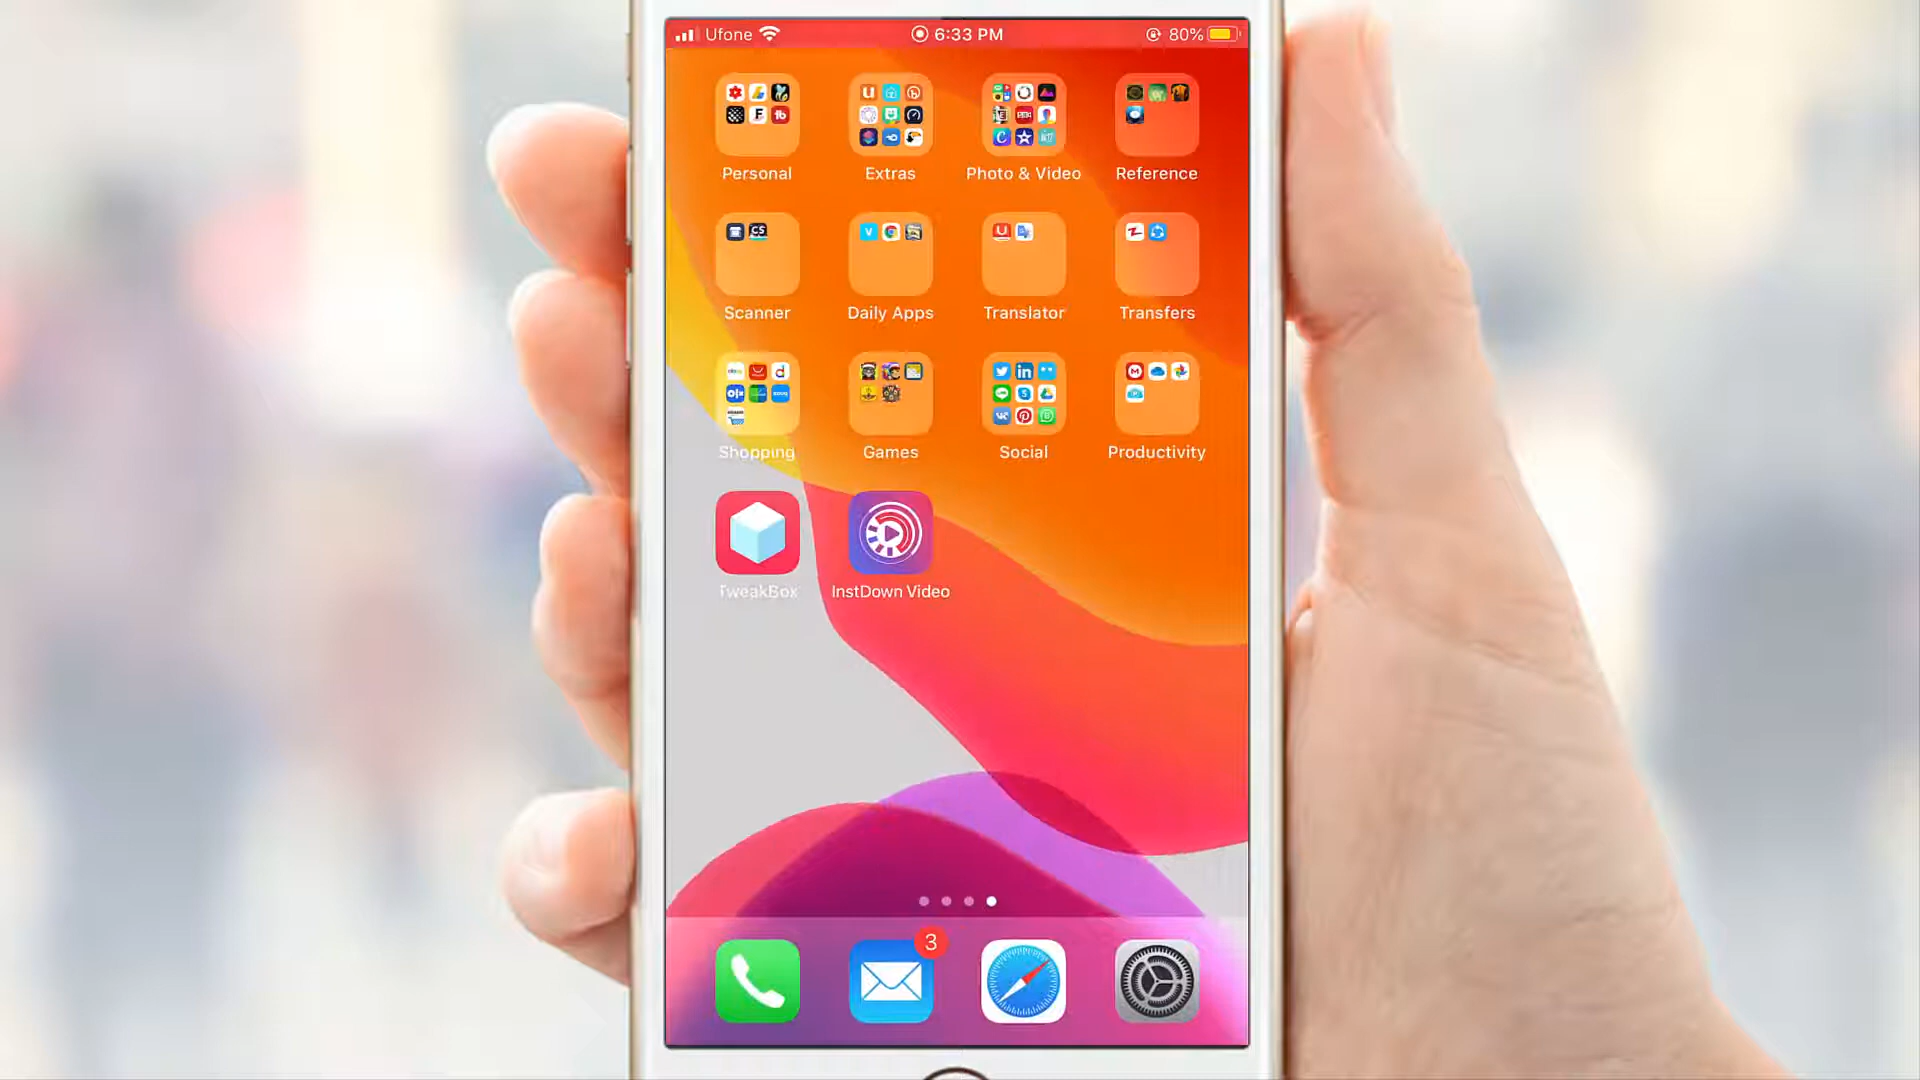 Ufone 6:33 PM 80%
Personal Extras Photo & Video Reference
Scanner Daily Apps Translator Transfers
CS
Shopping Games Social Productivity
TweakBox InstDown Video
3